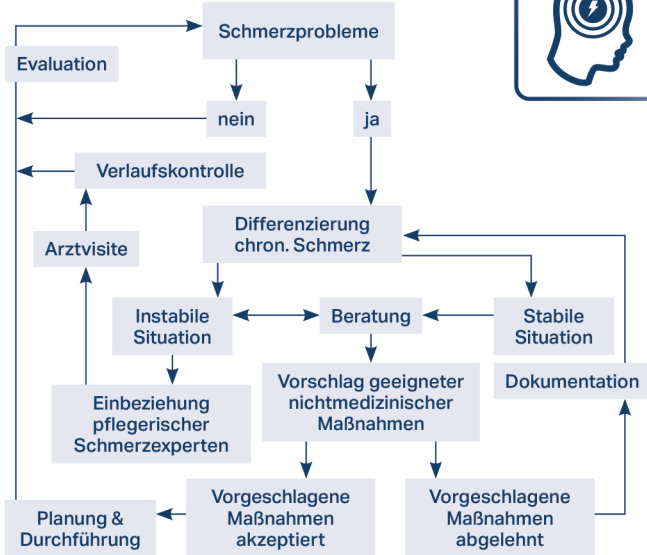 Schmerzprobleme
Evaluation
nein
ja
Verlaufskontrolle
Differenzierung
chron. Schmerz
Arztvisite
Instabile
Situation
Beratung
Stabile
Situation
Einbeziehung
pflegerischer
Schmerzexperten
Vorschlag geeigneter
nichtmedizinischer
Maßnahmen
Dokumentation
Planung &
Durchführung
Vorgeschlagene
Maßnahmen
akzeptiert
Vorgeschlagene
Maßnahmen
abgelehnt